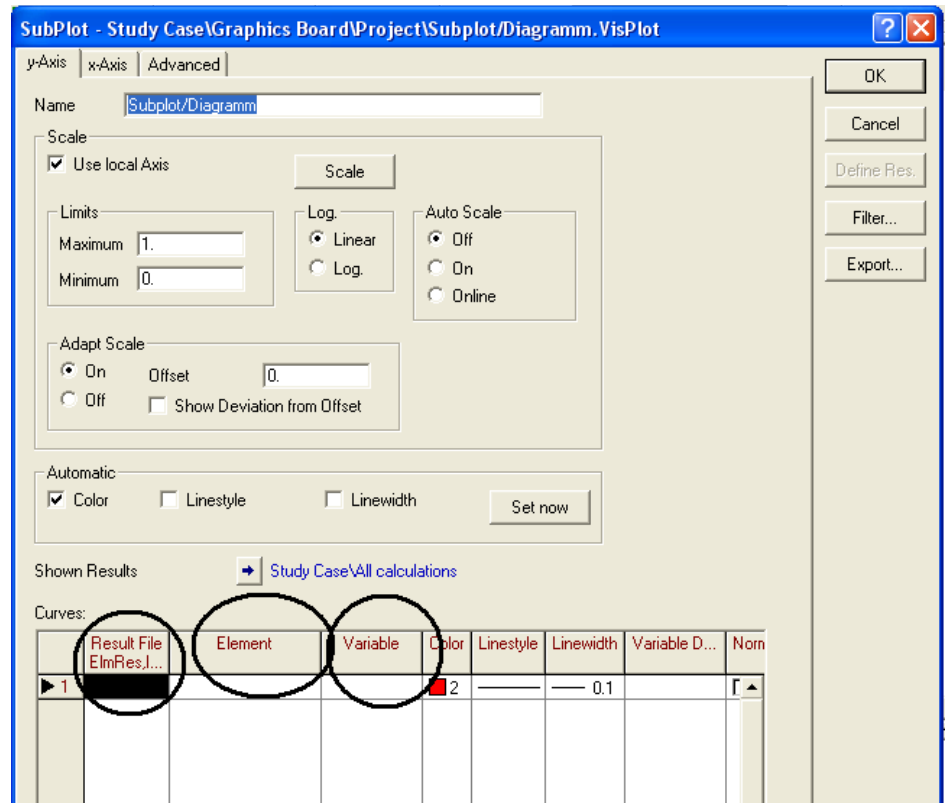 SubPlot - Study Case\Graphics Board\Project\Subplot/Diagramm.VisPlot
y-Axis x-Axis Advanced
OK
Name Subplot/Diagramm
Cancel
Scale
Use local Axis Scale
Define Res.
Limits Log. Auto Scale
Filter...
Maximum 1. Linear Off
Minimum 0. Log. On
Export...
Online
Adapt Scale
On Offset 0.
Off Show Deviation from Offset
Automatic
Color Linestyle Linewidth Set now
Shown Results Study Case\All calculations
Curves:
Result File Element Variable Color Linestyle Linewidth Variable D... Norm
ElmRes,I...
1 2 0.1